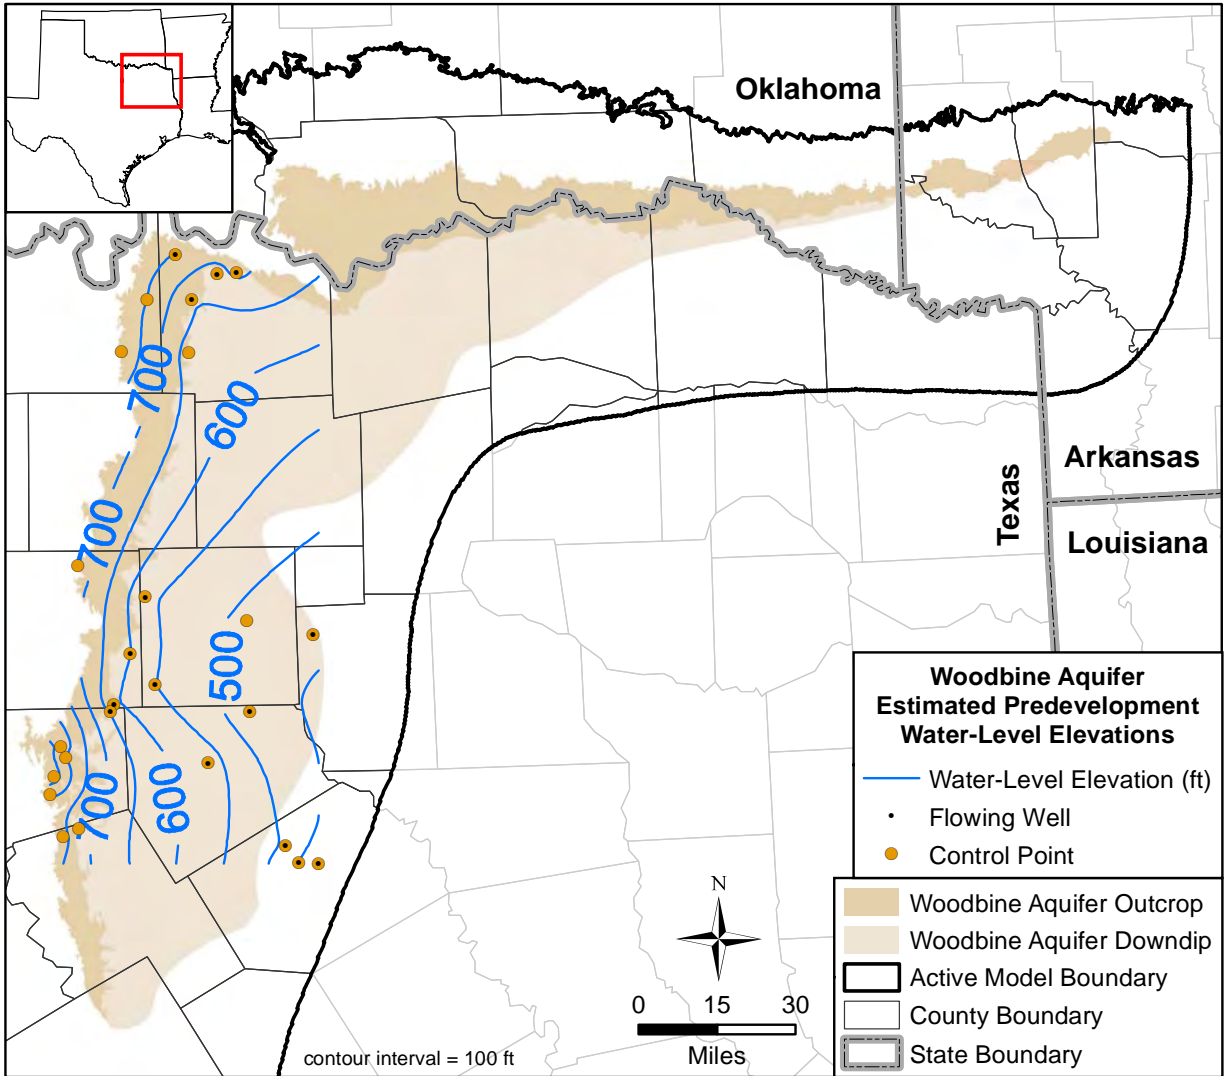 Oklahoma
700
600
700
Texas
Arkansas
Louisiana
500
700
600
Woodbine Aquifer
Estimated Predevelopment
Water-Level Elevations
Water-Level Elevation (ft)
Flowing Well
Control Point
Woodbine Aquifer Outcrop
Woodbine Aquifer Downdip
Active Model Boundary
County Boundary
State Boundary
N
0 15 30
Miles
contour interval = 100 ft